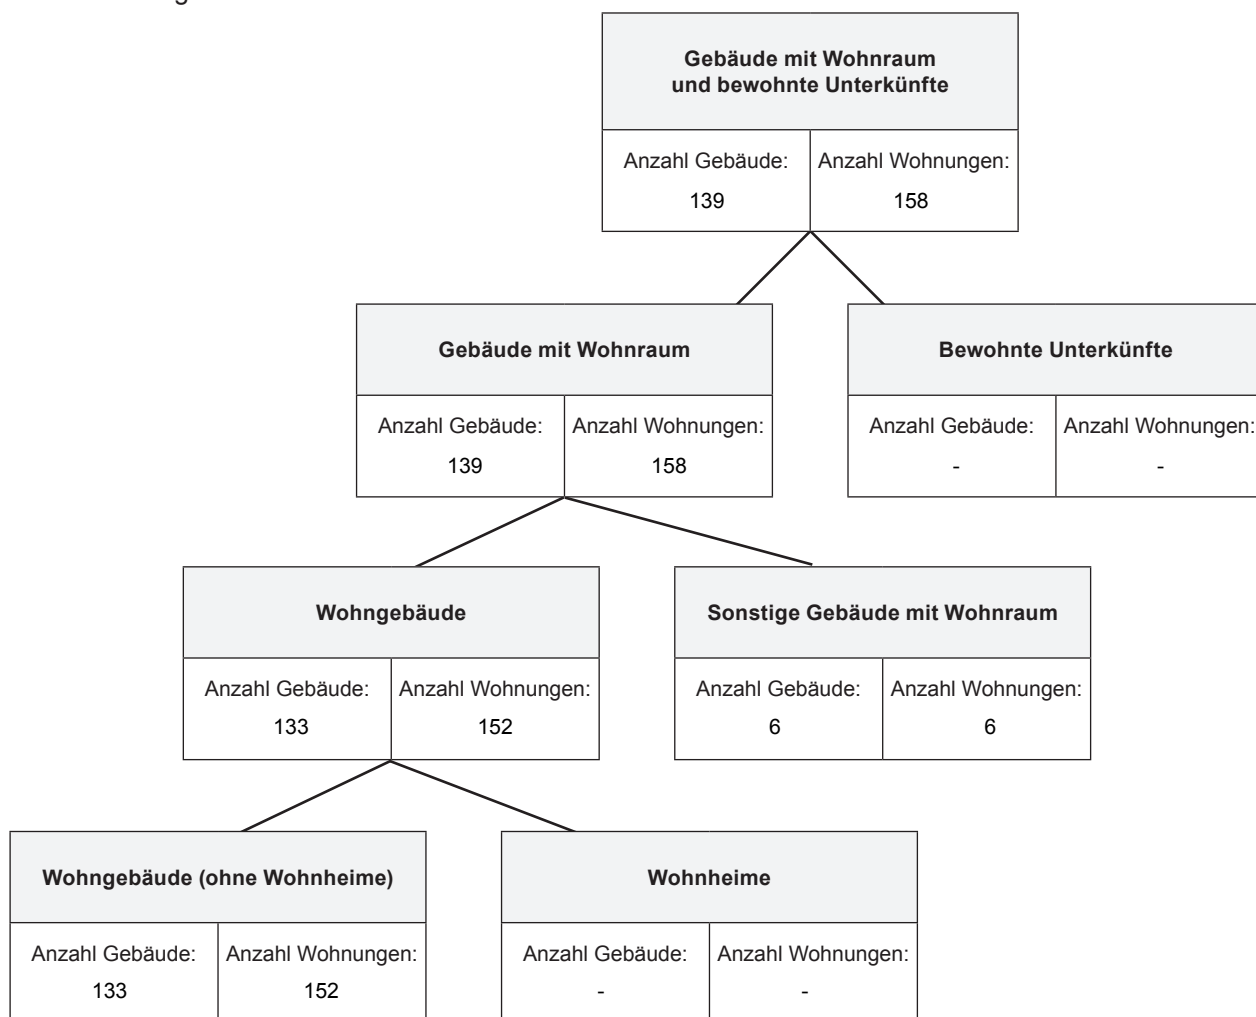 Gebäude mit Wohnraum
und bewohnte Unterkünfte
Anzahl Gebäude:
Anzahl Wohnungen:
139
158
Gebäude mit Wohnraum
Bewohnte Unterkünfte
Anzahl Gebäude:
Anzahl Wohnungen:
Anzahl Gebäude:
Anzahl Wohnungen:
139
158
-
-
Wohngebäude
Sonstige Gebäude mit Wohnraum
Anzahl Gebäude:
Anzahl Wohnungen:
Anzahl Gebäude:
Anzahl Wohnungen:
133
152
6
6
Wohngebäude (ohne Wohnheime)
Wohnheime
Anzahl Gebäude:
Anzahl Wohnungen:
Anzahl Gebäude:
Anzahl Wohnungen:
133
152
-
-